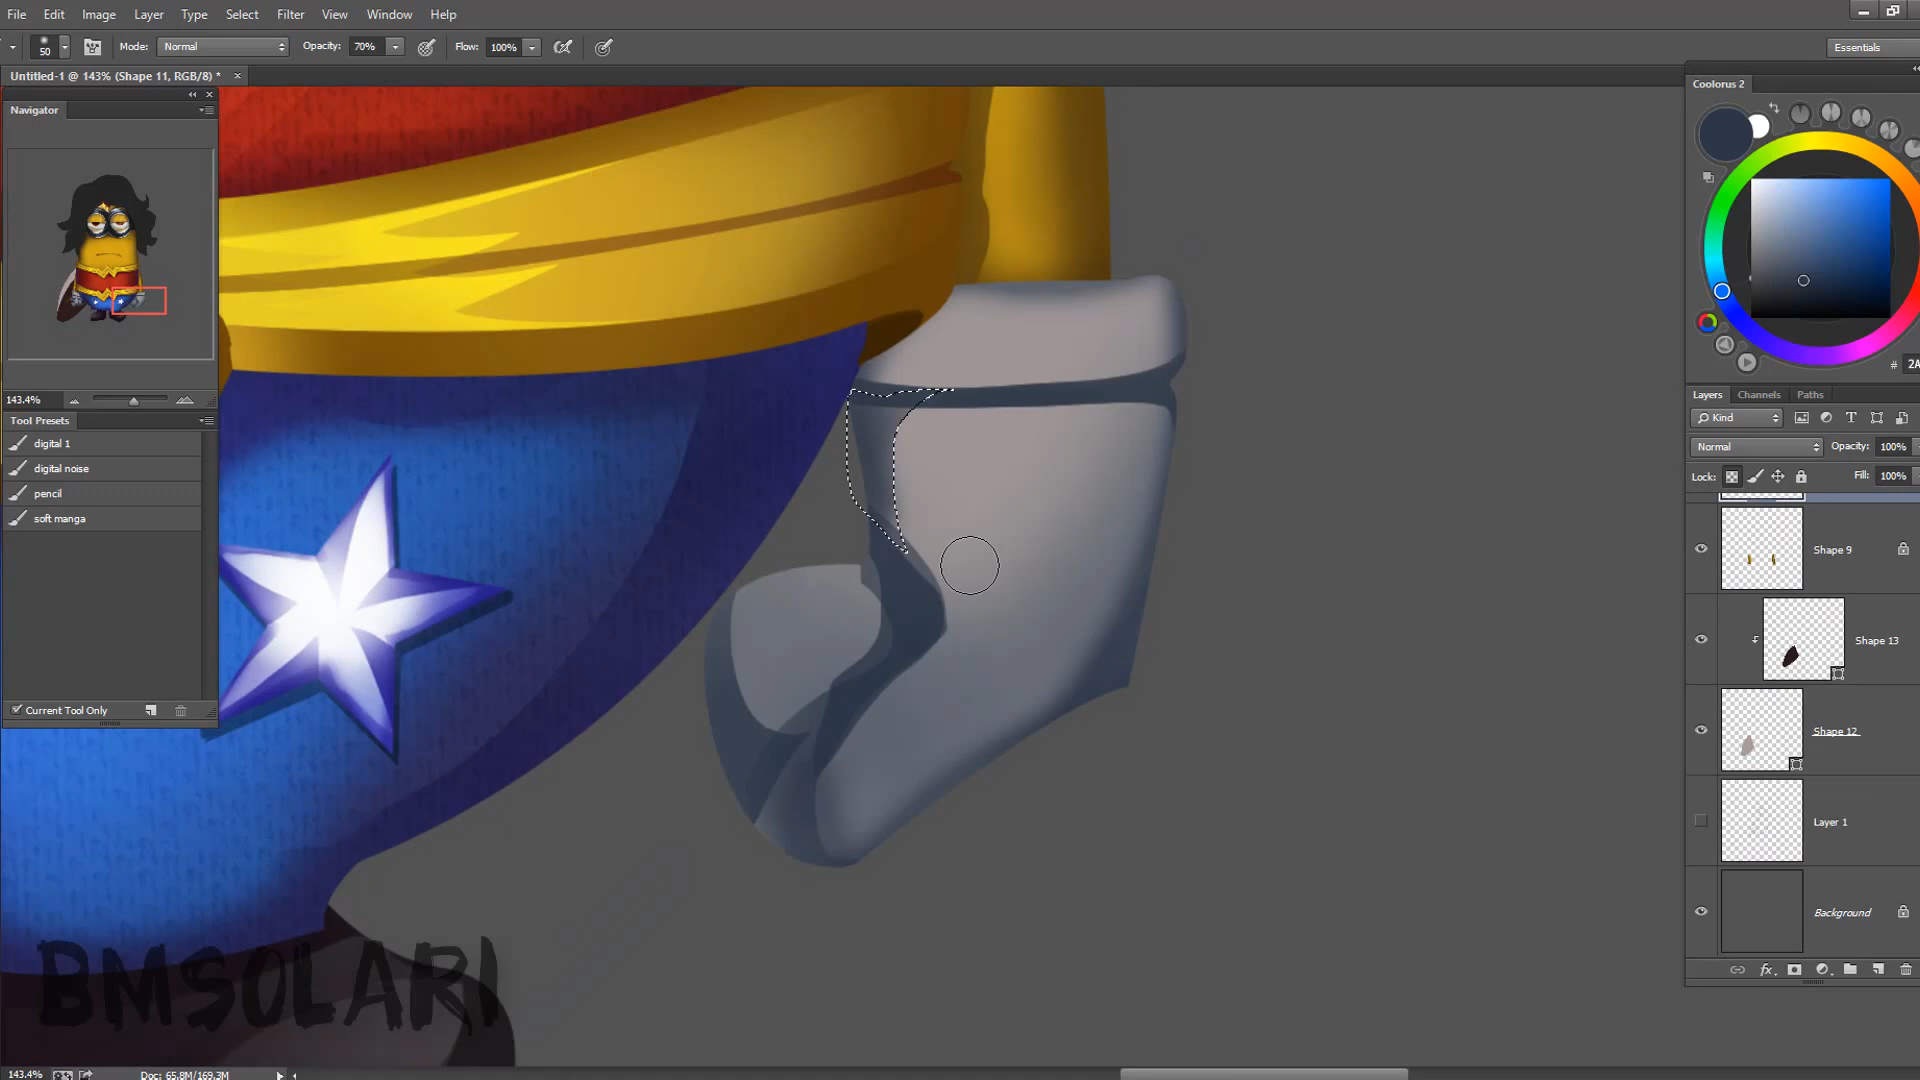 File Edit Image Layer Type Select Filter View Window Help
50 Mode: Normal Opacity: 70% Flow: 100% Essentials
Untitled-1 @ 143% (Shape 11, RGB/8) *
Navigator
143.4%
Tool Presets
digital 1
digital noise
pencil
soft manga
Current Tool Only
Coolorus 2
# 2A
Layers Channels Paths
Kind
Normal Opacity: 100%
Lock: Fill: 100%
Shape 9
Shape 13
Shape 12
Layer 1
Background
fx
BMSOLARI
143.4% Doc: 65.8M/169.3M